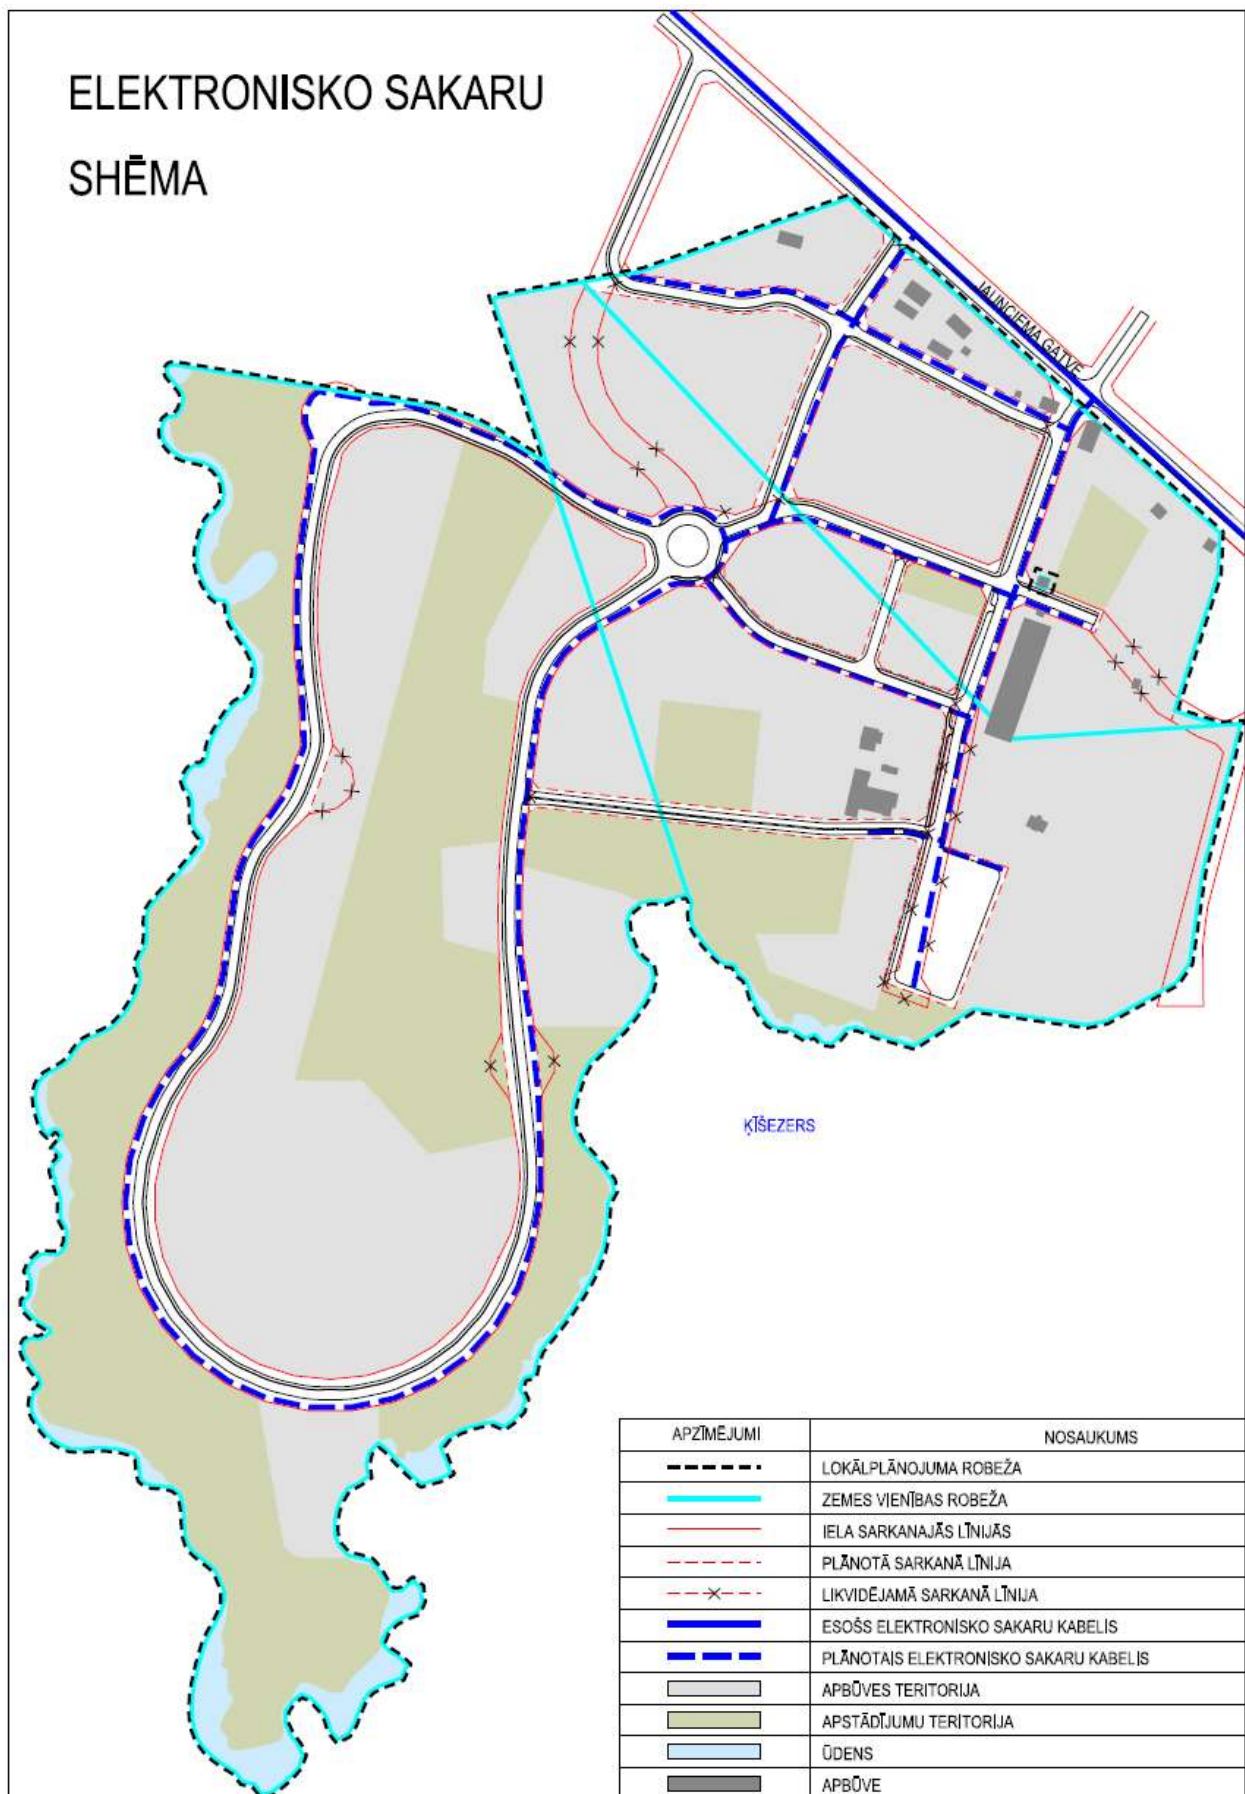 ELEKTRONISKO SAKARU
SHĒMA
JAUNCIEMA GATVE
ĶĪŠEZERS
APZĪMĒJUMI NOSAUKUMS
LOKĀLPLĀNOJUMA ROBEŽA
ZEMES VIENĪBAS ROBEŽA
IELA SARKANAJĀS LĪNIJĀS
PLĀNOTĀ SARKANĀ LĪNIJA
LIKVIDĒJAMĀ SARKANĀ LĪNIJA
ESOŠS ELEKTRONISKO SAKARU KABELIS
PLĀNOTAIS ELEKTRONISKO SAKARU KABELIS
APBŪVES TERITORIJA
APSTĀDĪJUMU TERITORIJA
ŪDENS
APBŪVE